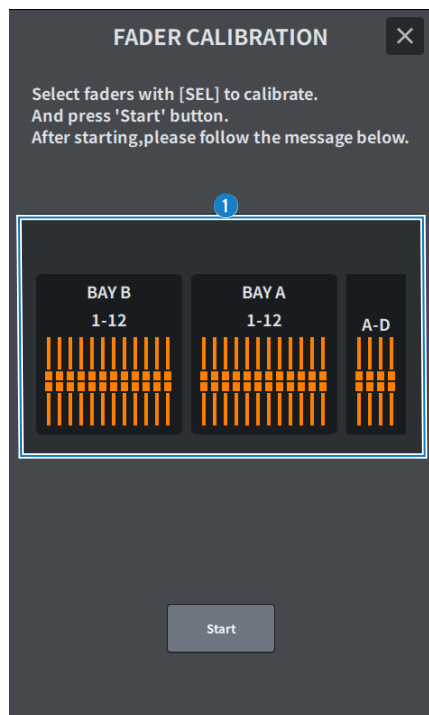 FADER CALIBRATION
Select faders with [SEL] to calibrate.
And press 'Start' button.
After starting,please follow the message below.
1
BAY B
1-12
BAY A
1-12
A-D
Start